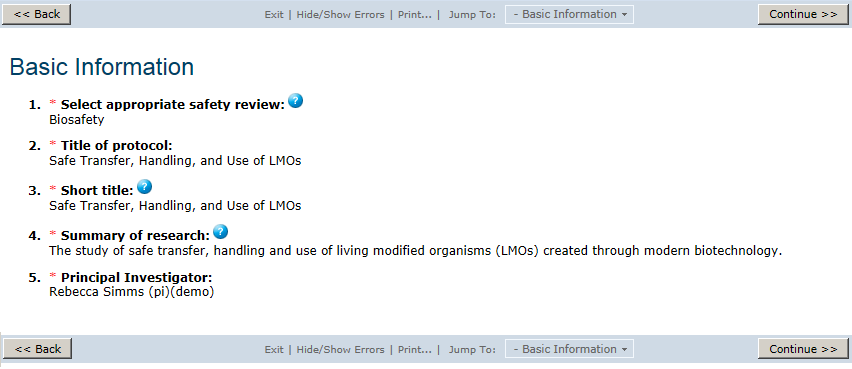 << Back Exit | Hide/Show Errors | Print... | Jump To: - Basic Information Continue >>
Basic Information
1. * Select appropriate safety review: ?
Biosafety
2. * Title of protocol:
Safe Transfer, Handling, and Use of LMOs
3. * Short title: ?
Safe Transfer, Handling, and Use of LMOs
4. * Summary of research: ?
The study of safe transfer, handling and use of living modified organisms (LMOs) created through modern biotechnology.
5. * Principal Investigator:
Rebecca Simms (pi)(demo)
<< Back Exit | Hide/Show Errors | Print... | Jump To: - Basic Information Continue >>